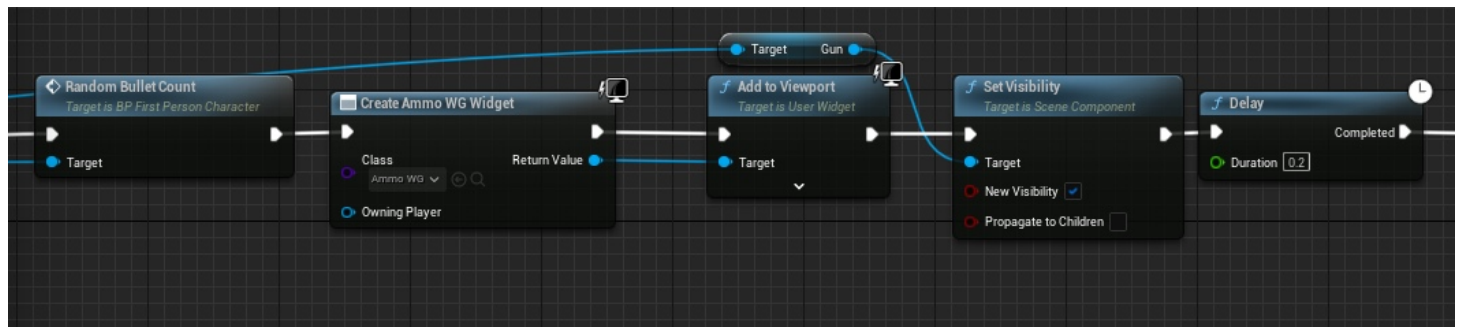 Target Gun
Random Bullet Count
Target is BP First Person Character
Target
Create Ammo WG Widget
Class
Ammo WG
Return Value
Owning Player
Add to Viewport
Target is User Widget
Target
Set Visibility
Target is Scene Component
Target
New Visibility
Propagate to Children
Delay
Completed
Duration 0.2